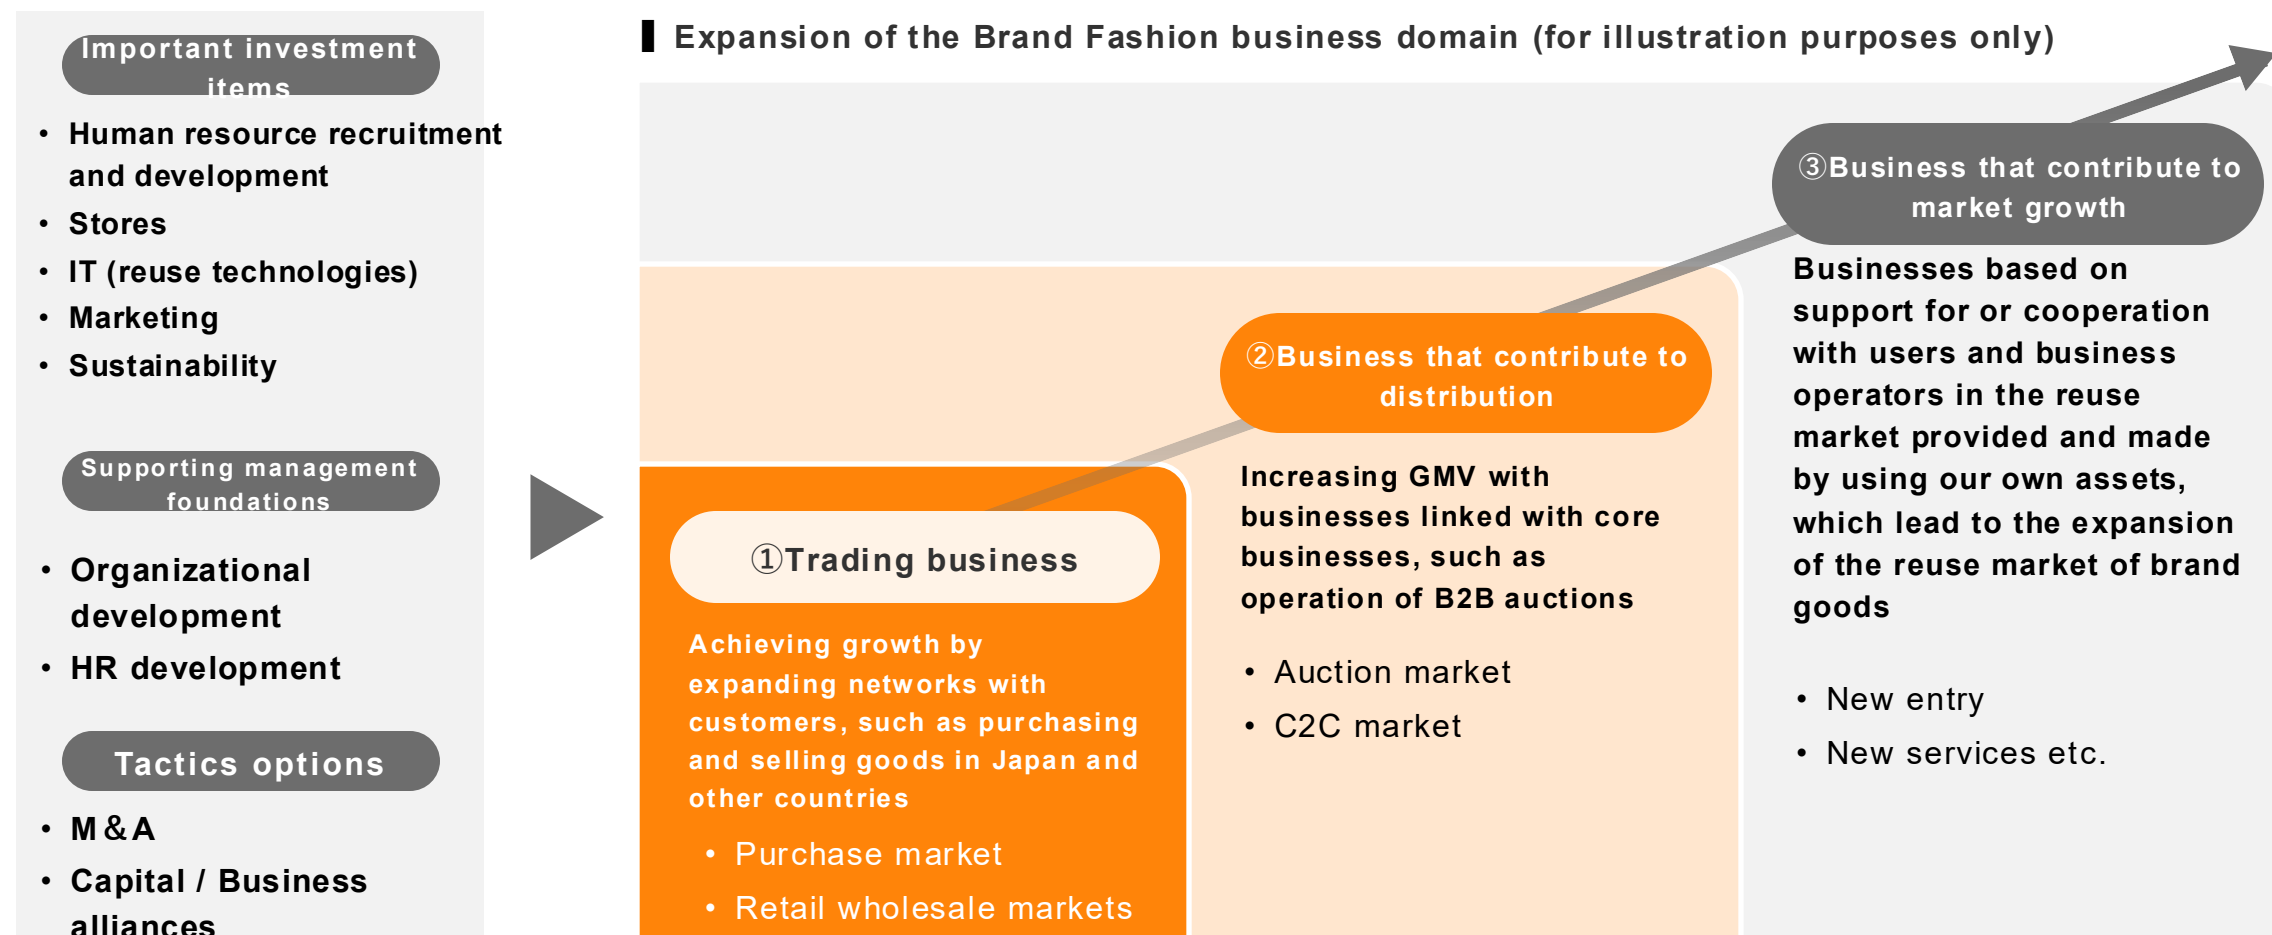 Important investment
items
• Human resource recruitment
and development
• Stores
• IT (reuse technologies)
• Marketing
• Sustainability
Supporting management
foundations
• Organizational
development
• HR development
Tactics options
• M&A
• Capital / Business
alliances
Expansion of the Brand Fashion business domain (for illustration purposes only)
①Trading business
Achieving growth by
expanding networks with
customers, such as purchasing
and selling goods in Japan and
other countries
• Purchase market
• Retail wholesale markets
②Business that contribute to
distribution
Increasing GMV with
businesses linked with core
businesses, such as
operation of B2B auctions
• Auction market
• C2C market
③Business that contribute to
market growth
Businesses based on
support for or cooperation
with users and business
operators in the reuse
market provided and made
by using our own assets,
which lead to the expansion
of the reuse market of brand
goods
• New entry
• New services etc.